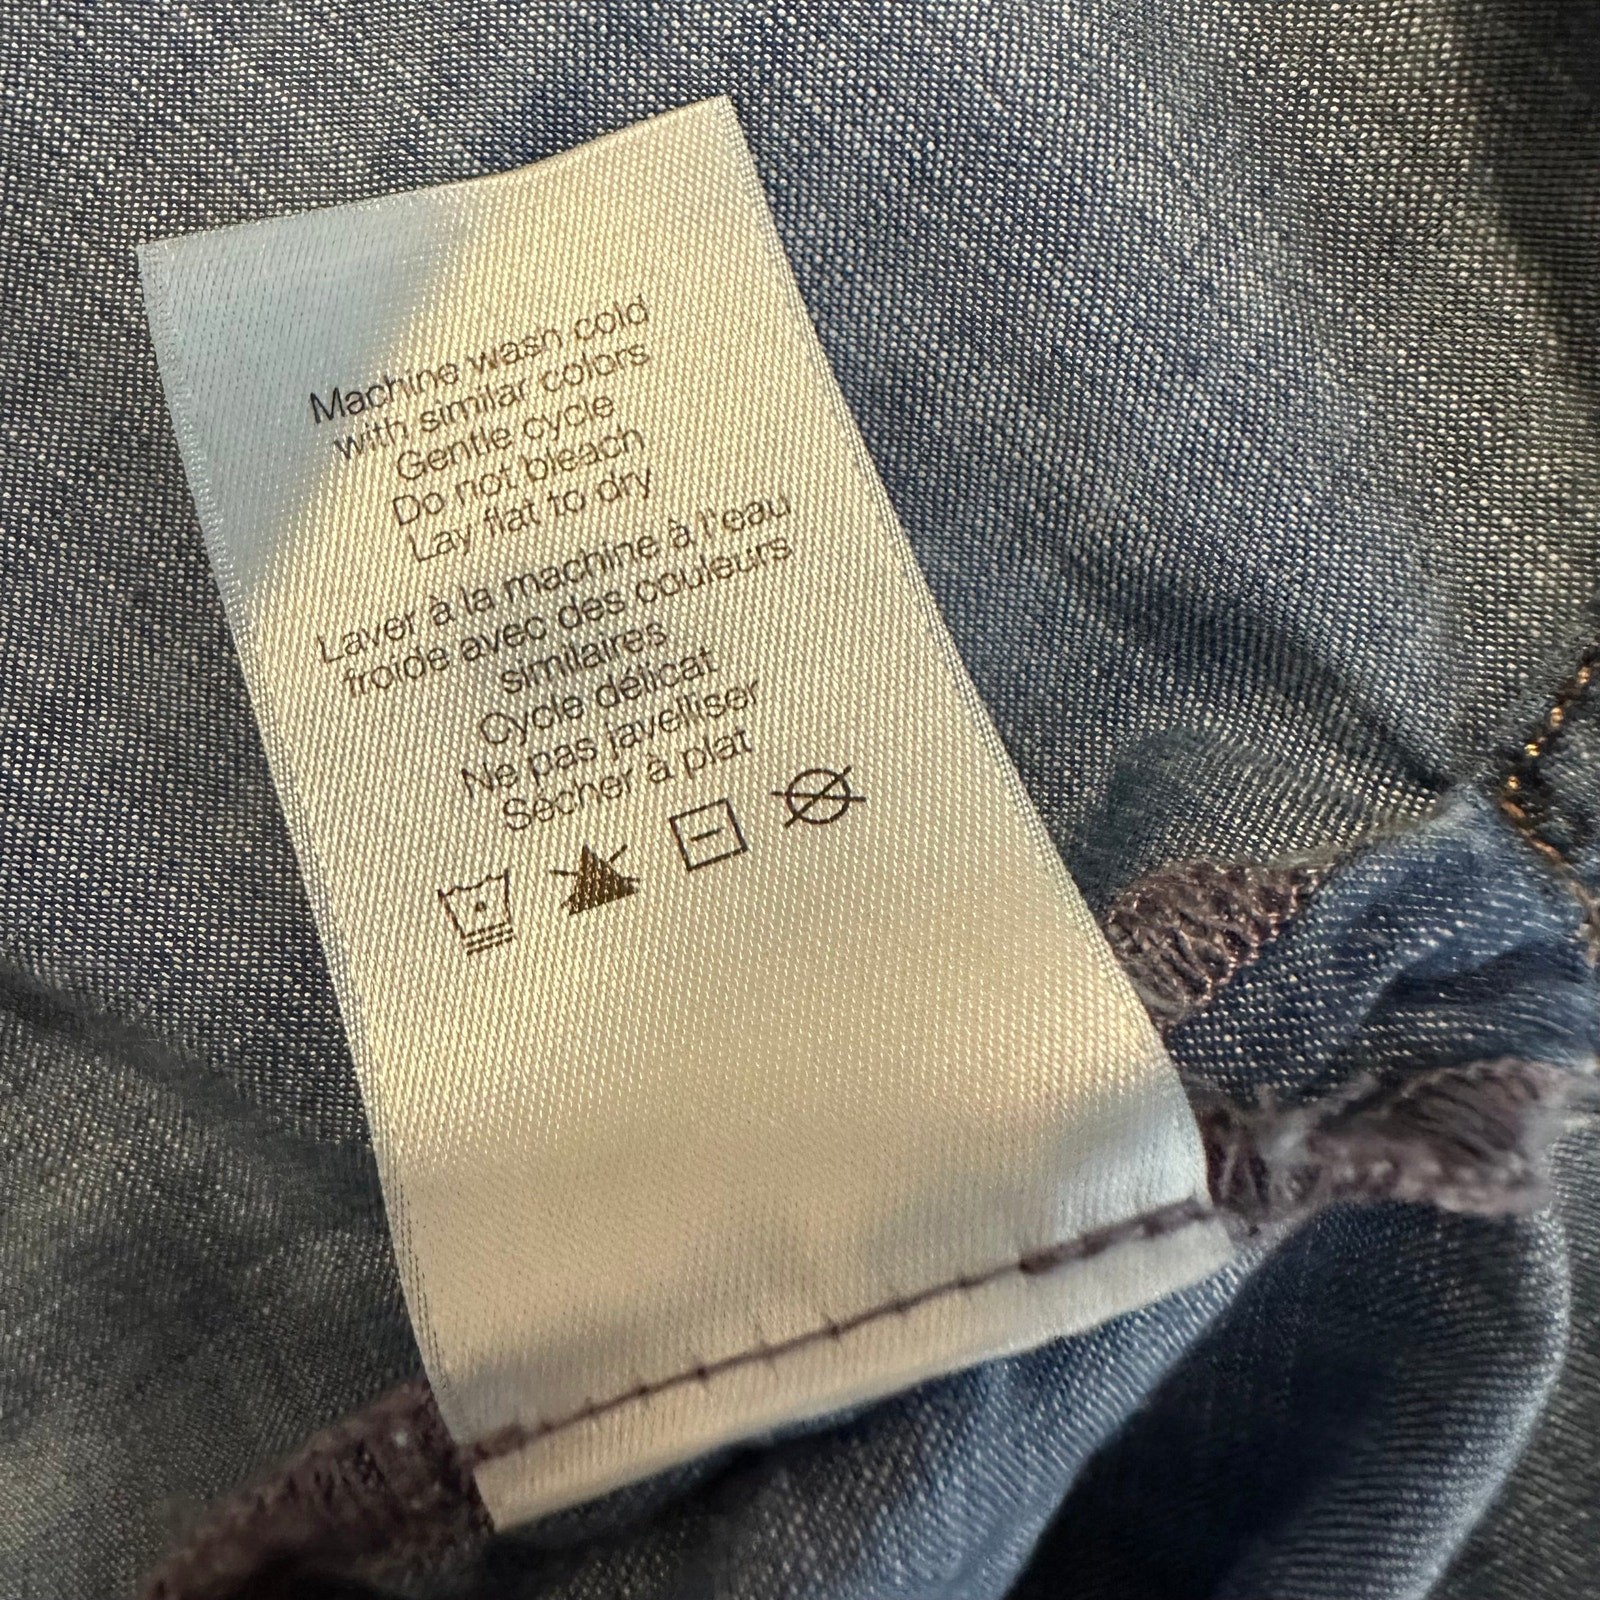 Machine wash cold
with similar colors
Gentle cycle
Do not bleach
Lay flat to dry
Laver à la machine à l'eau
froide avec des couleurs
similaires
Cycle délicat
Ne pas javelliser
Sécher à plat